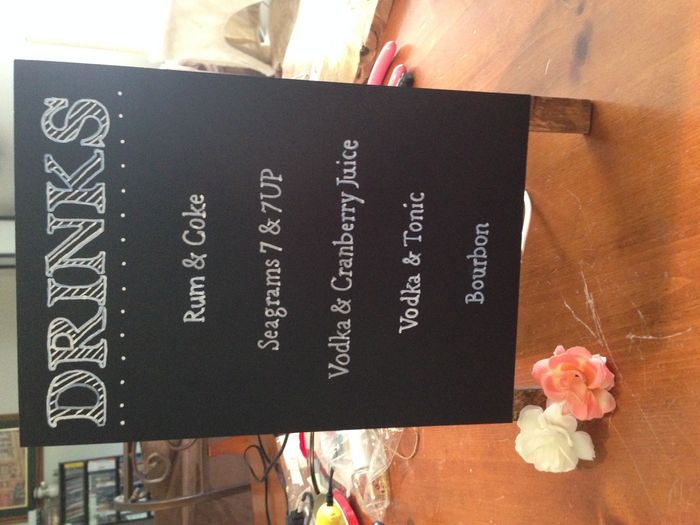 DRINKS
Rum & Coke
Seagrams 7 & 7UP
Vodka & Cranberry Juice
Vodka & Tonic
Bourbon